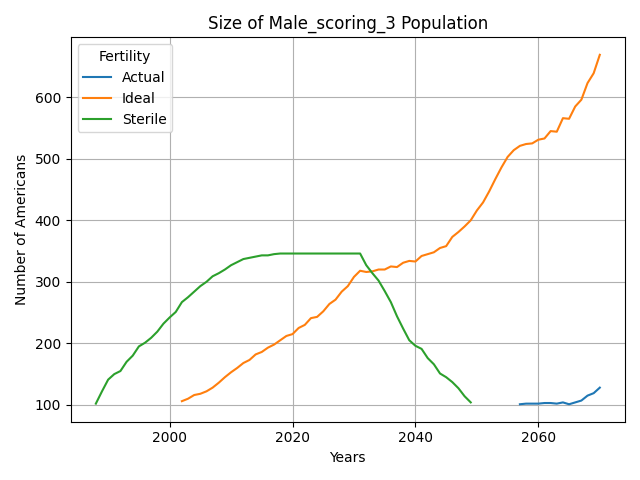 Size of Male_scoring_3 Population
Fertility
Actual
Ideal
Sterile
Number of Americans
600
500
400
300
200
100
2000
2020
2040
2060
Years